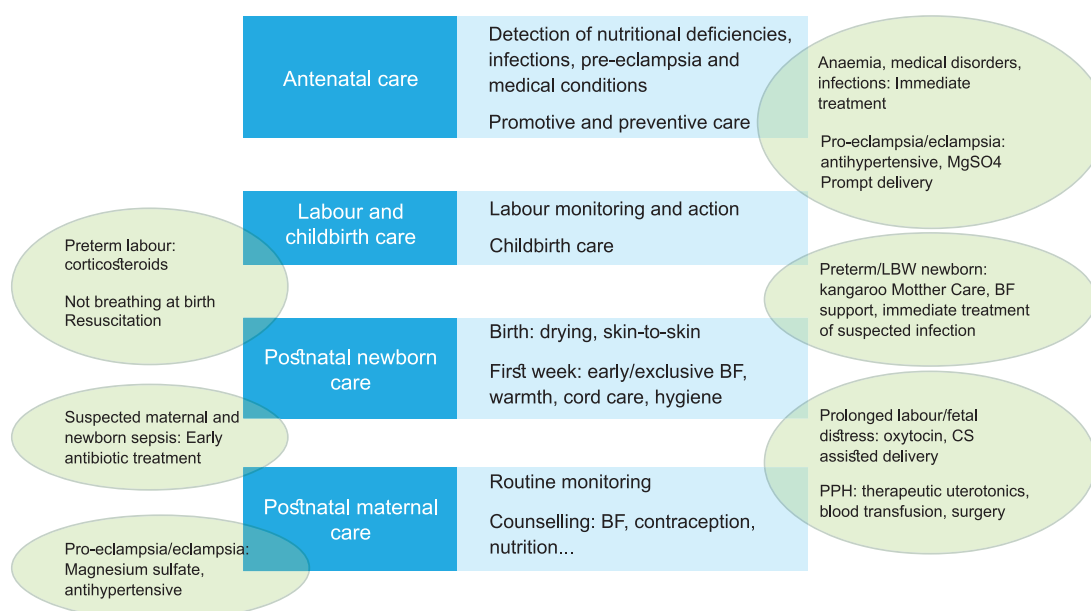 Antenatal care
Detection of nutritional deficiencies,
infections, pre-eclampsia and
medical conditions
Promotive and preventive care
Anaemia, medical disorders,
infections: Immediate
treatment
Pro-eclampsia/eclampsia:
antihypertensive, MgSO4
Prompt delivery
Labour and
childbirth care
Labour monitoring and action
Childbirth care
Preterm labour:
corticosteroids
Not breathing at birth
Resuscitation
Preterm/LBW newborn:
kangaroo Motther Care, BF
support, immediate treatment
of suspected infection
Postnatal newborn
care
Birth: drying, skin-to-skin
First week: early/exclusive BF,
warmth, cord care, hygiene
Suspected maternal and
newborn sepsis: Early
antibiotic treatment
Prolonged labour/fetal
distress: oxytocin, CS
assisted delivery
PPH: therapeutic uterotonics,
blood transfusion, surgery
Postnatal maternal
care
Routine monitoring
Counselling: BF, contraception,
nutrition...
Pro-eclampsia/eclampsia:
Magnesium sulfate,
antihypertensive